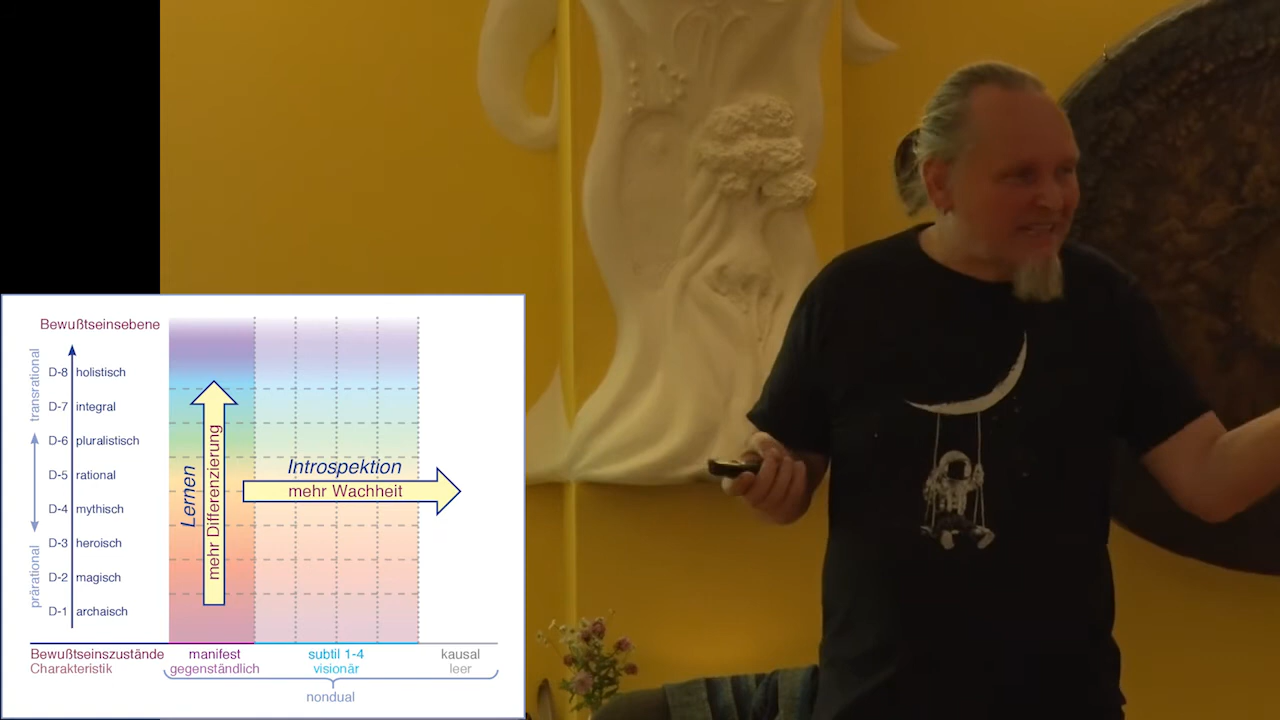 Bewußtseinsebene
transrational
prärational
D-8 holistisch
D-7 integral
D-6 pluralistisch
D-5 rational
D-4 mythisch
D-3 heroisch
D-2 magisch
D-1 archaisch
Lernen
mehr Differenzierung
Introspektion
mehr Wachheit
Bewußtseinszustände manifest subtil 1-4 kausal
Charakteristik gegenständlich visionär leer
nondual